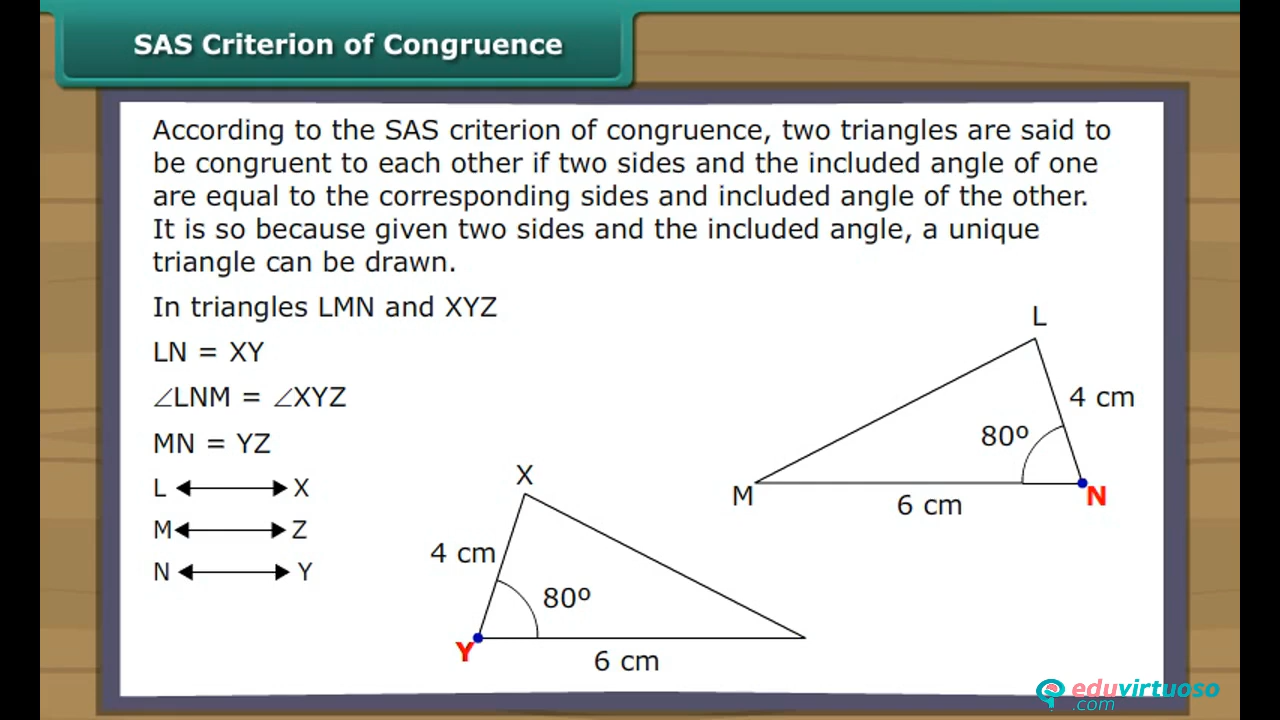 SAS Criterion of Congruence
According to the SAS criterion of congruence, two triangles are said to
be congruent to each other if two sides and the included angle of one
are equal to the corresponding sides and included angle of the other.
It is so because given two sides and the included angle, a unique
triangle can be drawn.
In triangles LMN and XYZ
LN = XY
∠LNM = ∠XYZ
MN = YZ
L X
M Z
N Y
L
4 cm
80º
M
6 cm
N
X
4 cm
80º
Y
6 cm
eduvirtuoso
.com